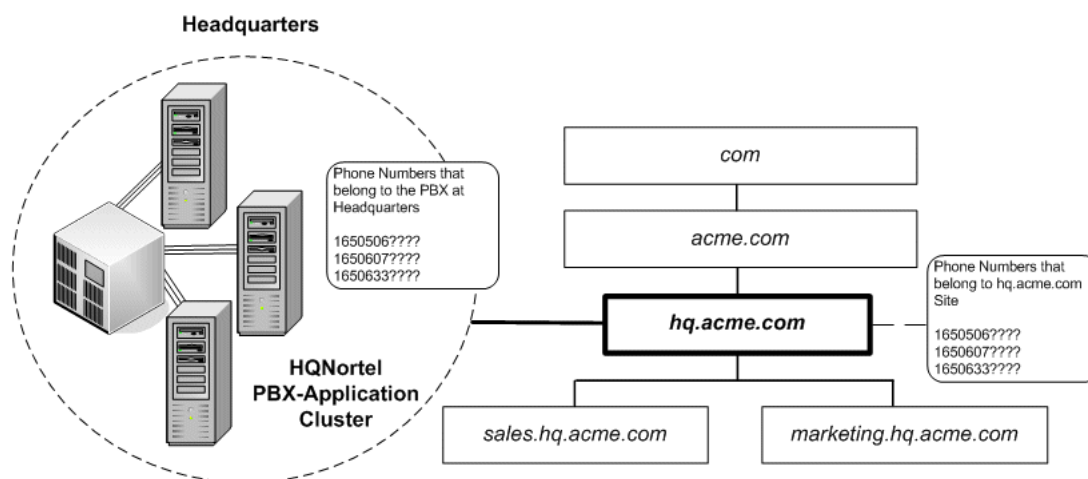 Headquarters
Phone Numbers that
belong to the PBX at
Headquarters
1650506????
1650607????
1650633????
HQNortel
PBX-Application
Cluster
com
acme.com
hq.acme.com
Phone Numbers that
belong to hq.acme.com
Site
1650506????
1650607????
1650633????
sales.hq.acme.com
marketing.hq.acme.com